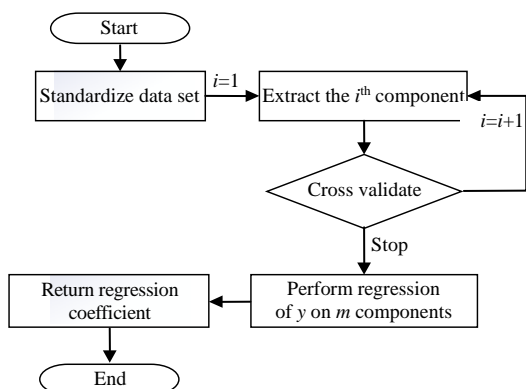 Start
Standardize data set
i=1
Extract the iᵗʰ component
i=i+1
Cross validate
Stop
Return regression
coefficient
Perform regression
of y on m components
End